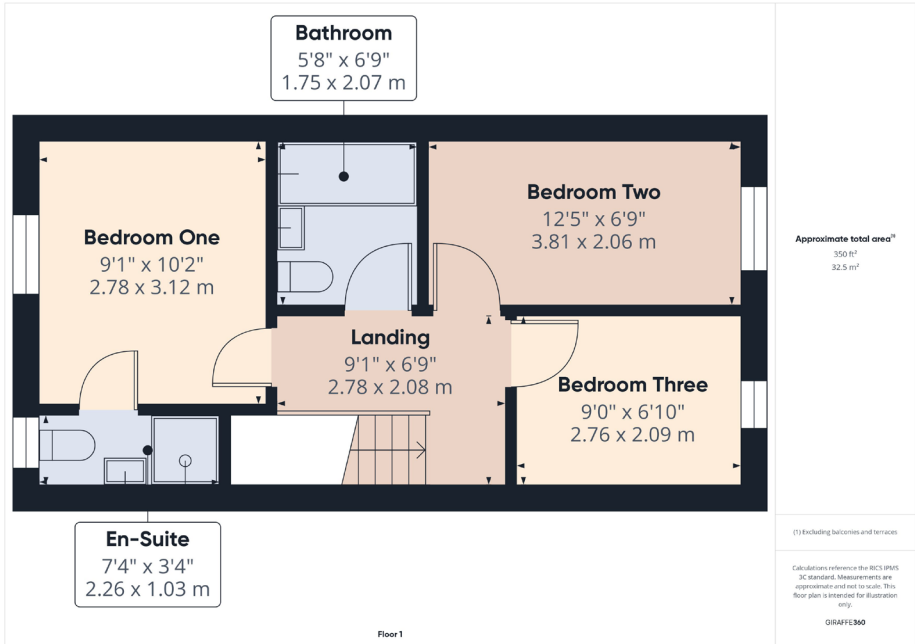 Bathroom
5'8" x 6'9"
1.75 x 2.07 m
Bedroom One
9'1" x 10'2"
2.78 x 3.12 m
Bedroom Two
12'5" x 6'9"
3.81 x 2.06 m
Landing
9'1" x 6'9"
2.78 x 2.08 m
Bedroom Three
9'0" x 6'10"
2.76 x 2.09 m
En-Suite
7'4" x 3'4"
2.26 x 1.03 m
Floor 1
Approximate total area⁽¹⁾
350 ft²
32.5 m²
(1) Excluding balconies and terraces
Calculations reference the RICS IPMS
3C standard. Measurements are
approximate and not to scale. This
floor plan is intended for illustration
only.
GIRAFFE360